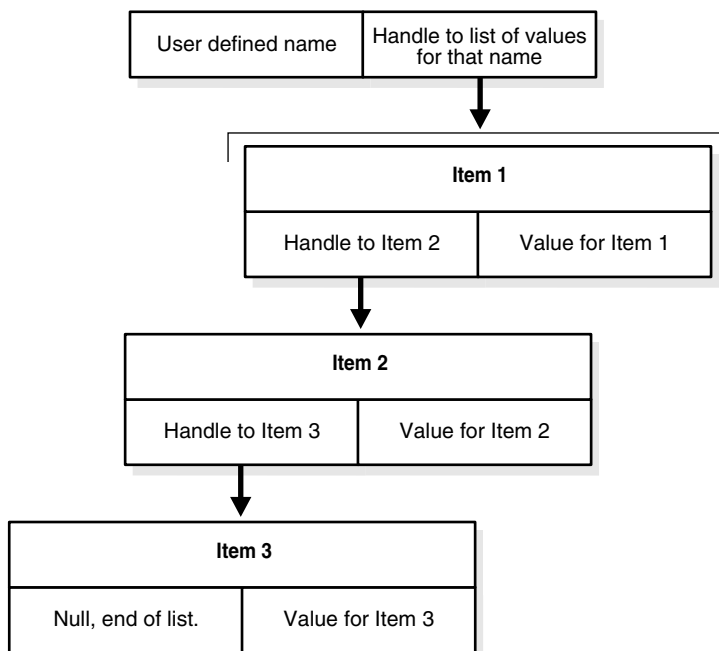 User defined name
Handle to list of values
for that name
Item 1
Handle to Item 2
Value for Item 1
Item 2
Handle to Item 3
Value for Item 2
Item 3
Null, end of list.
Value for Item 3